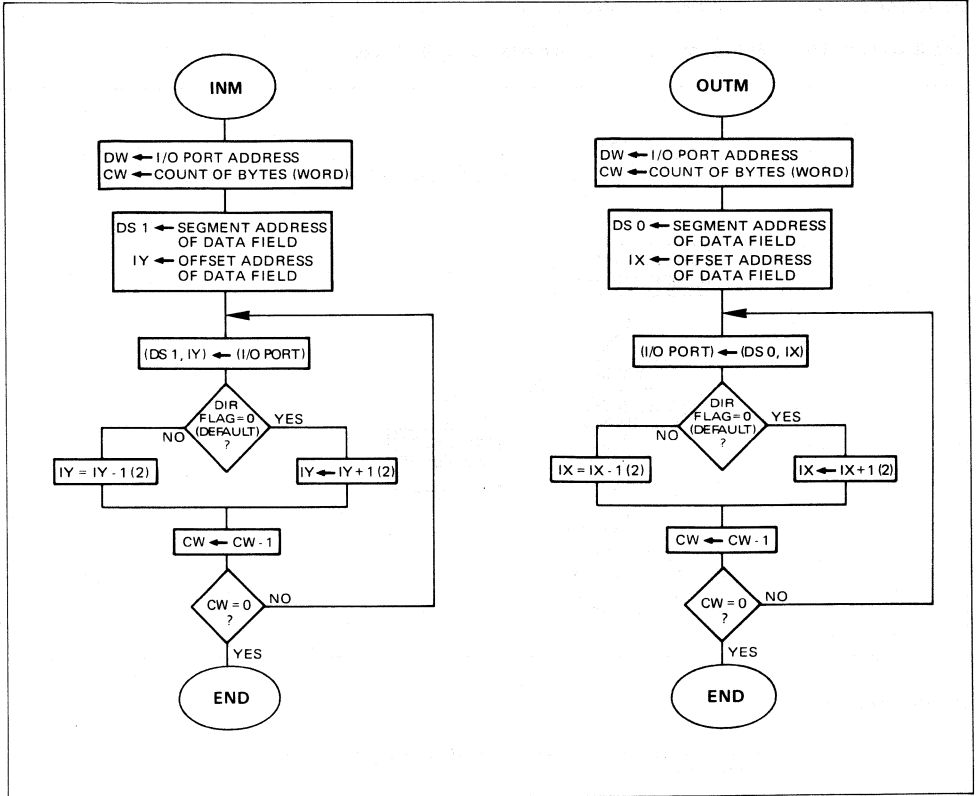 INM
DW ← I/O PORT ADDRESS
CW ← COUNT OF BYTES (WORD)
DS 1 ← SEGMENT ADDRESS
OF DATA FIELD
IY ← OFFSET ADDRESS
OF DATA FIELD
(DS 1, IY) ← (I/O PORT)
DIR
FLAG = 0
(DEFAULT)
?
NO
YES
IY = IY - 1 (2)
IY ← IY + 1 (2)
CW ← CW - 1
CW = 0
?
NO
YES
END
OUTM
DW ← I/O PORT ADDRESS
CW ← COUNT OF BYTES (WORD)
DS 0 ← SEGMENT ADDRESS
OF DATA FIELD
IX ← OFFSET ADDRESS
OF DATA FIELD
(I/O PORT) ← (DS 0, IX)
DIR
FLAG = 0
(DEFAULT)
?
NO
YES
IX = IX - 1 (2)
IX ← IX + 1 (2)
CW ← CW - 1
CW = 0
?
NO
YES
END